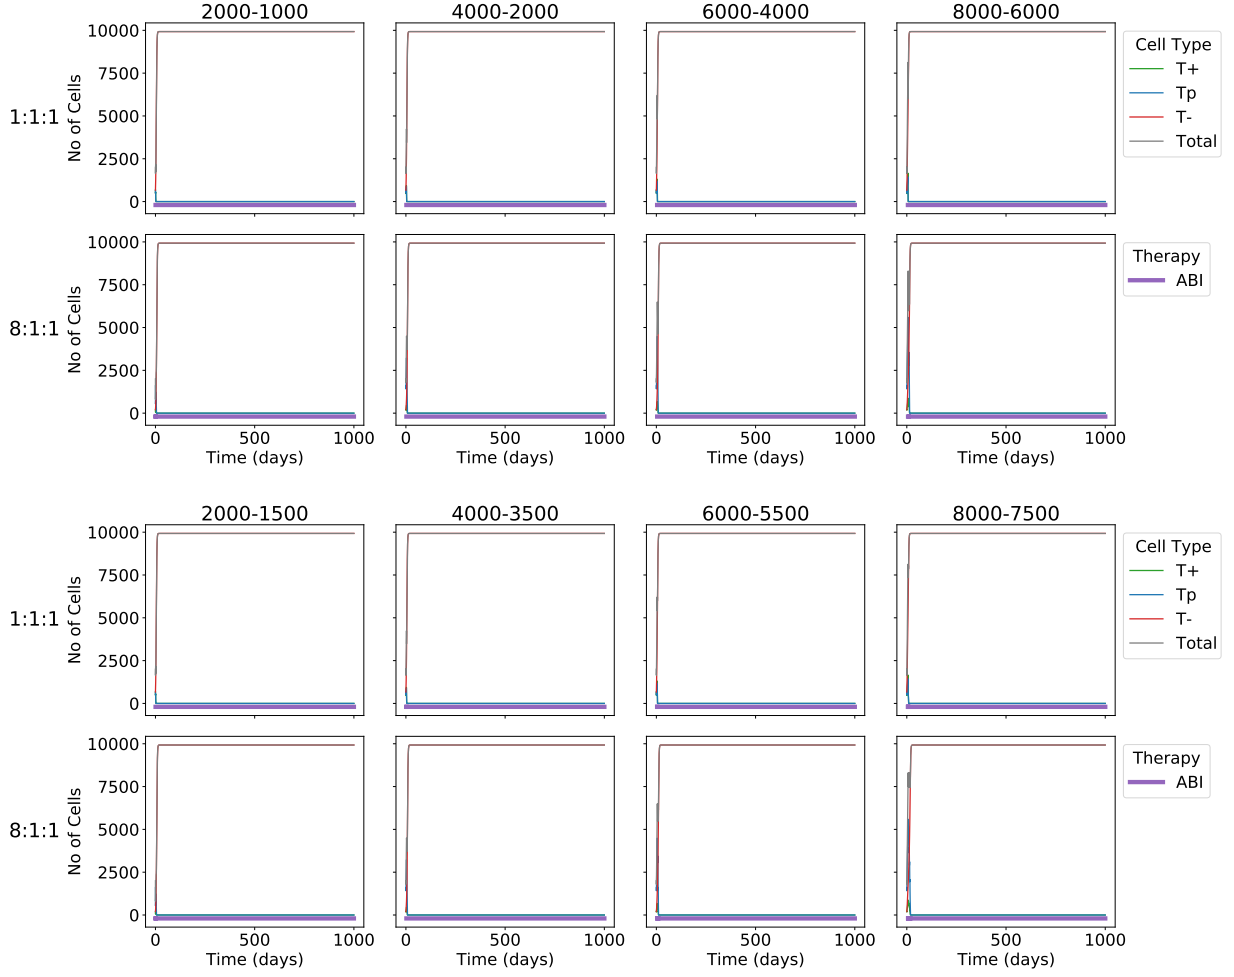 2000-1000 4000-2000 6000-4000 8000-6000
10000
7500
5000
2500
0
1:1:1
No of Cells
Cell Type
T+
Tp
T-
Total
10000
7500
5000
2500
0
8:1:1
No of Cells
Therapy
ABI
0 500 1000 0 500 1000 0 500 1000 0 500 1000
Time (days) Time (days) Time (days) Time (days)
2000-1500 4000-3500 6000-5500 8000-7500
10000
7500
5000
2500
0
1:1:1
No of Cells
Cell Type
T+
Tp
T-
Total
10000
7500
5000
2500
0
8:1:1
No of Cells
Therapy
ABI
0 500 1000 0 500 1000 0 500 1000 0 500 1000
Time (days) Time (days) Time (days) Time (days)